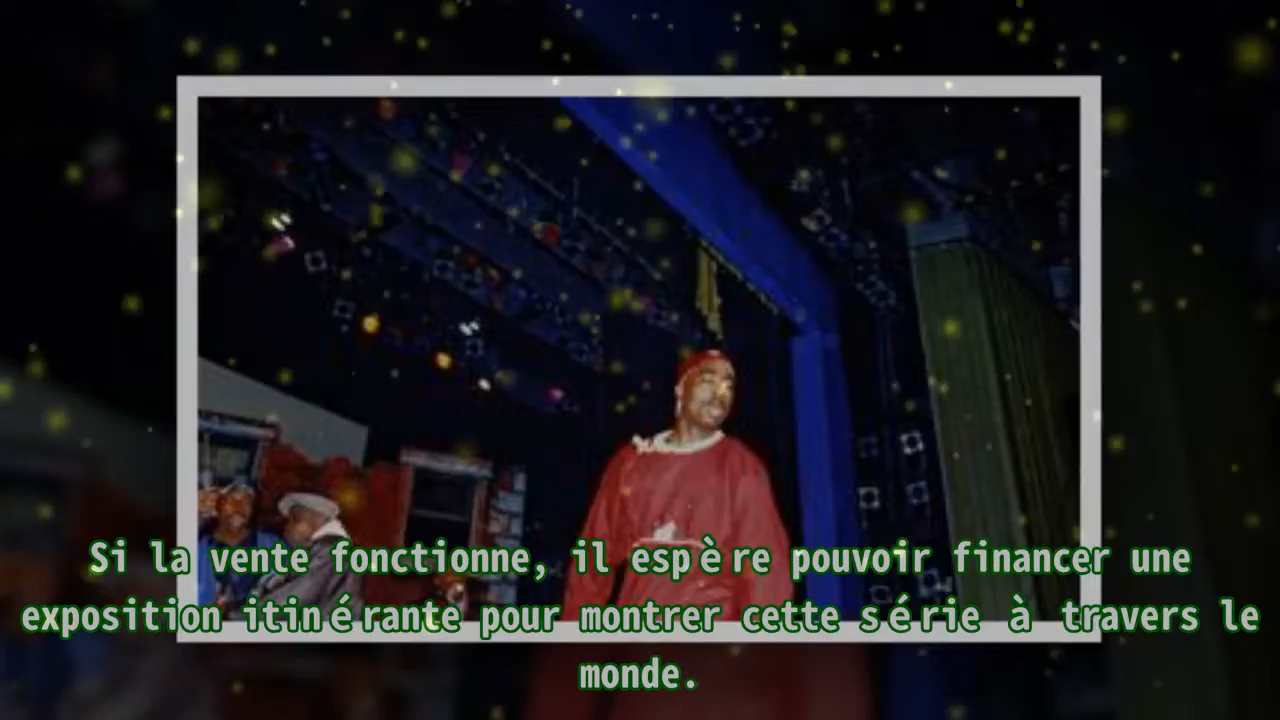 Si la vente fonctionne, il espère pouvoir financer une
exposition itinérante pour montrer cette série à travers le
monde.